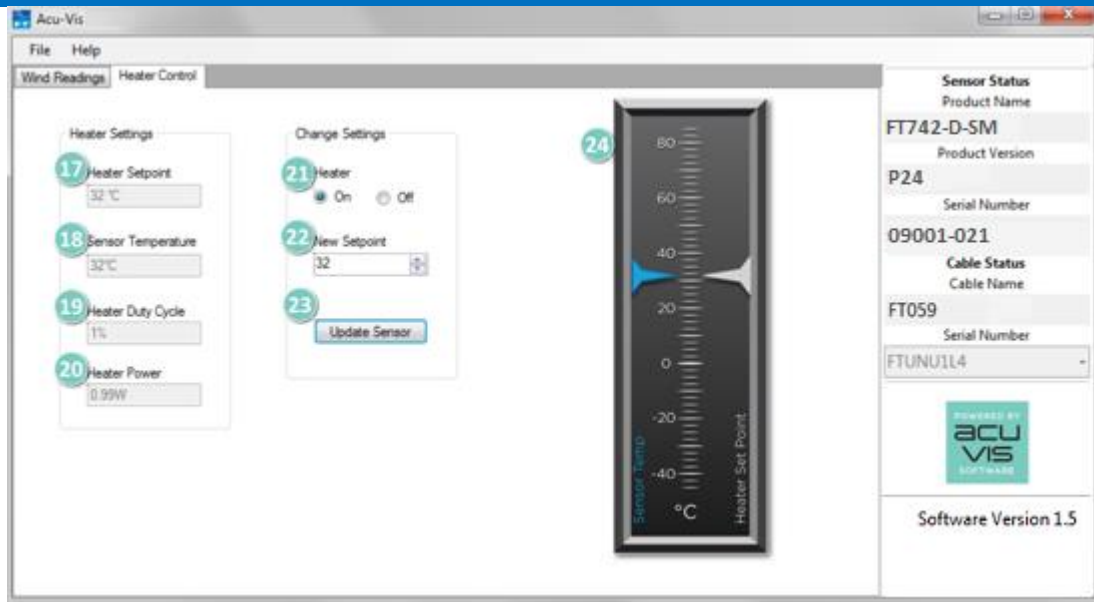 Acu-Vis
File Help
Wind Readings Heater Control
Heater Settings
17 Heater Setpoint
32 °C
18 Sensor Temperature
32°C
19 Heater Duty Cycle
1%
20 Heater Power
0.99W
Change Settings
21 Heater
On Off
22 New Setpoint
32
23
Update Sensor
24
80
60
40
20
0
-20
-40
°C
Sensor Temp
Heater Set Point
Sensor Status
Product Name
FT742-D-SM
Product Version
P24
Serial Number
09001-021
Cable Status
Cable Name
FT059
Serial Number
FTUNU1L4
POWERED BY
acu
VIS
SOFTWARE
Software Version 1.5